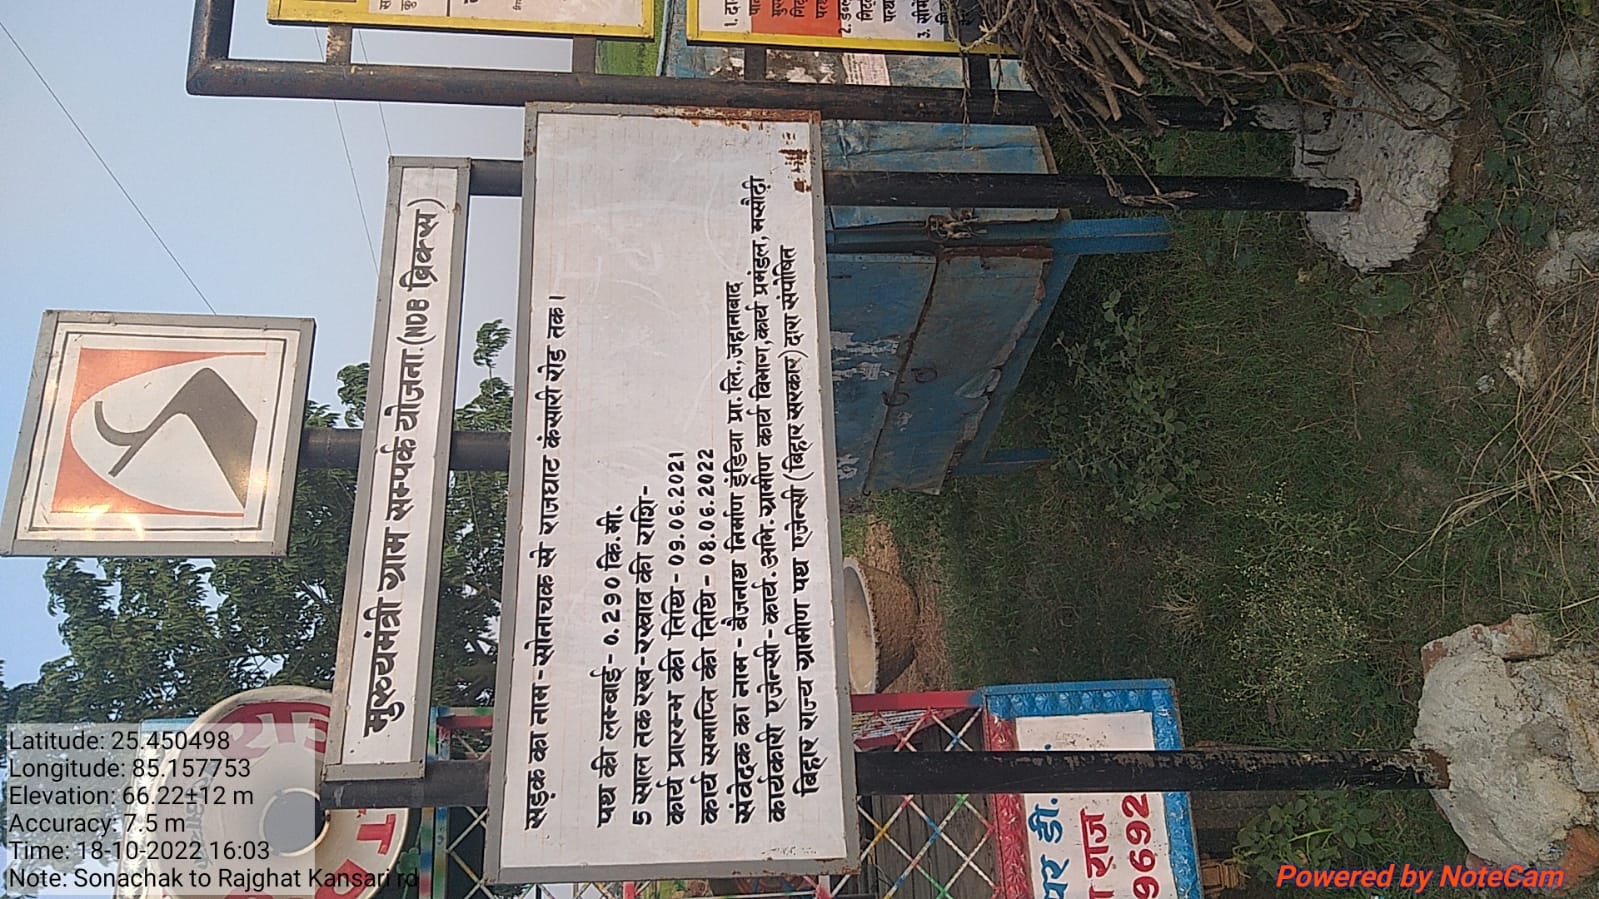 मुख्यमंत्री ग्राम सम्पर्क योजना (NDB ब्रिक्स)
सड़क का नाम - सोनाचक से राजघाट कंसारी रोड तक।
पथ की लम्बाई - 0.290 कि.मी.
5 साल तक रख-रखाव की राशि -
कार्य प्रारम्भ की तिथि - 09.06.2021
कार्य समाप्ति की तिथि - 08.06.2022
संवेदक का नाम - बैजनाथ निर्माण इंडिया प्रा.लि., जहानाबाद
कार्यकारी एजेन्सी - कार्य. अभि. ग्रामीण कार्य विभाग, कार्य प्रमंडल, मसौढ़ी
बिहार राज्य ग्रामीण पथ एजेन्सी (बिहार सरकार) द्वारा संपोषित
डी.
राज
9692
Latitude: 25.450498
Longitude: 85.157753
Elevation: 66.22±12 m
Accuracy: 7.5 m
Time: 18-10-2022 16:03
Note: Sonachak to Rajghat Kansari rd
Powered by NoteCam